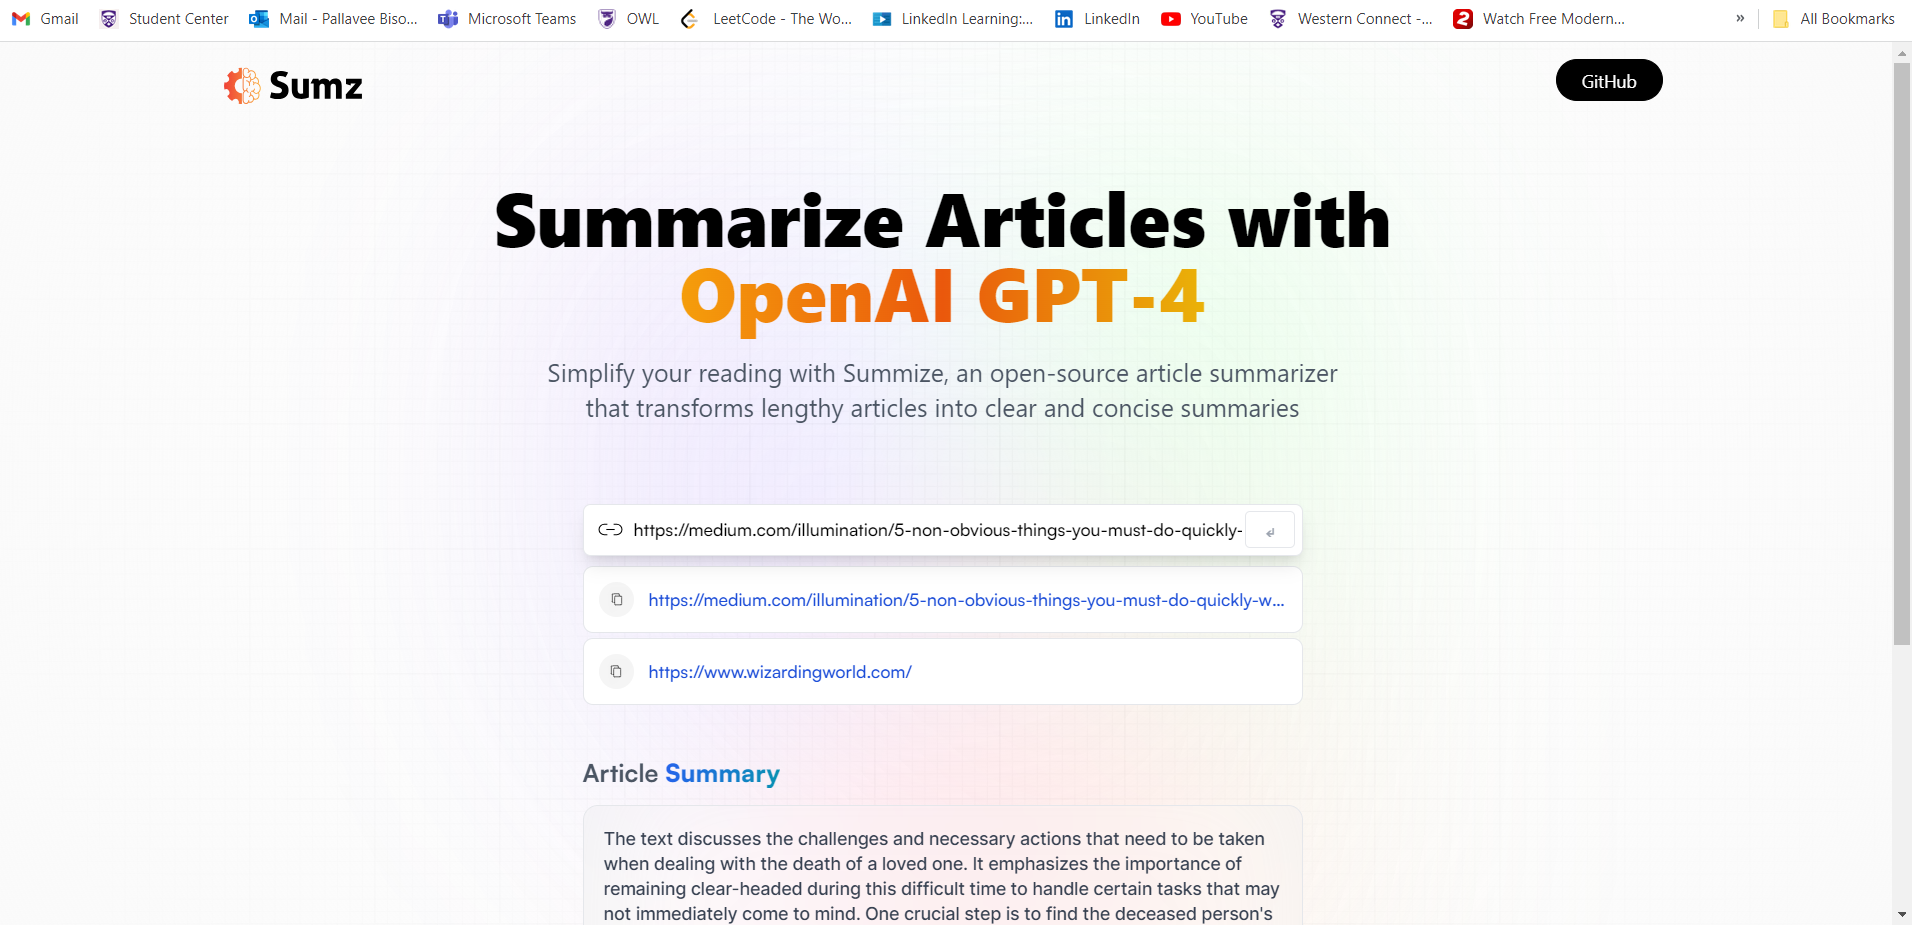 Gmail Student Center Mail - Pallavee Biso... Microsoft Teams OWL LeetCode - The Wo... LinkedIn Learning:... LinkedIn YouTube Western Connect -... Watch Free Modern... » All Bookmarks
Sumz GitHub
Summarize Articles with
OpenAI GPT-4
Simplify your reading with Summize, an open-source article summarizer
that transforms lengthy articles into clear and concise summaries
https://medium.com/illumination/5-non-obvious-things-you-must-do-quickly-
https://medium.com/illumination/5-non-obvious-things-you-must-do-quickly-w...
https://www.wizardingworld.com/
Article Summary
The text discusses the challenges and necessary actions that need to be taken
when dealing with the death of a loved one. It emphasizes the importance of
remaining clear-headed during this difficult time to handle certain tasks that may
not immediately come to mind. One crucial step is to find the deceased person's